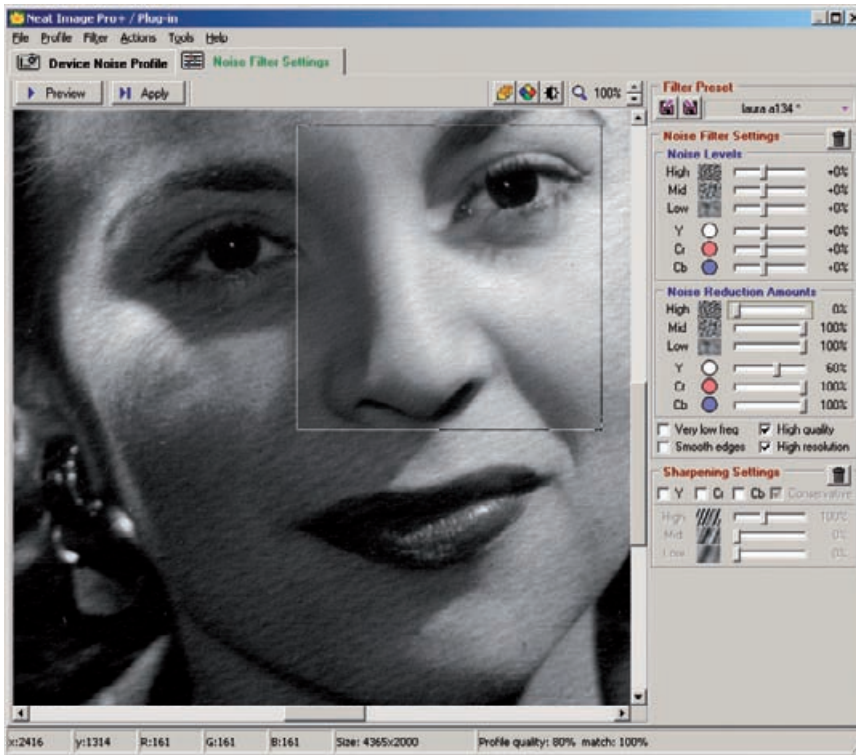 Neat Image Pro+ / Plug-in
File Profile Filter Actions Tools Help
Device Noise Profile Noise Filter Settings
Preview Apply 100%
Filter Preset
laura a134 *
Noise Filter Settings
Noise Levels
High +0%
Mid +0%
Low +0%
Y +0%
Cr +0%
Cb +0%
Noise Reduction Amounts
High 0%
Mid 100%
Low 100%
Y 60%
Cr 100%
Cb 100%
Very low freq High quality
Smooth edges High resolution
Sharpening Settings
Y Cr Cb Conservative
High 100%
Mid 0%
Low 0%
x:2416 y:1314 R:161 G:161 B:161 Size: 4365x2000 Profile quality: 80% match: 100%